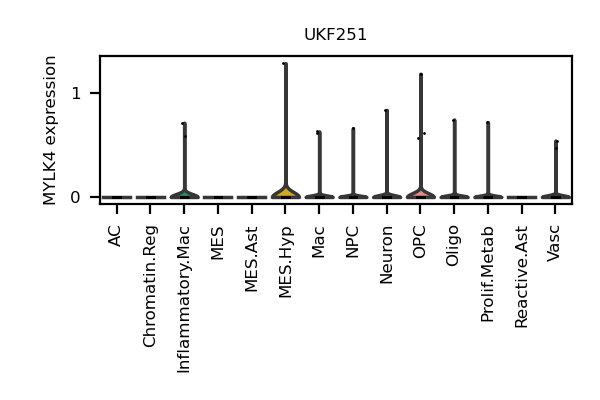 UKF251
MYLK4 expression
1
0
AC
Chromatin.Reg
Inflammatory.Mac
MES
MES.Ast
MES.Hyp
Mac
NPC
Neuron
OPC
Oligo
Prolif.Metab
Reactive.Ast
Vasc